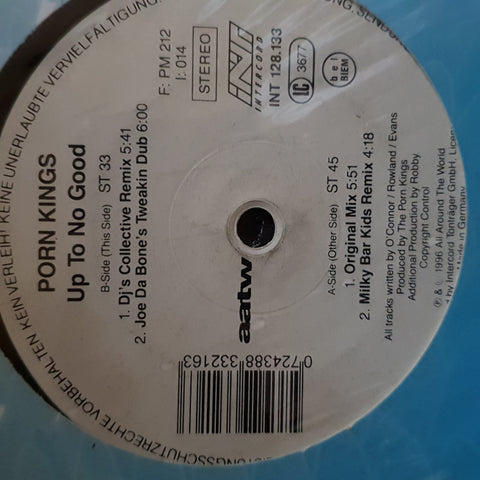 PORN KINGS
Up To No Good
B-Side (This Side) ST 33
1. Dj's Collective Remix 5:41
2. Joe Da Bone's Tweakin Dub 6:00
F: PM 212
I: 014
STEREO
INT
INTERCORD
INT 128.133
LC
3677
bel
BIEM
aatw
A-Side (Other Side) ST 45
1. Original Mix 5:51
2. Milky Bar Kids Remix 4:18
All tracks written by O'Connor / Rowland / Evans
Produced by The Porn Kings
Additional Production by Robby
Copyright Control
℗ & © 1996 All Around The World
by Intercord Tonträger GmbH, Licen
in Germany
0 724388 332163
TUNGSSCHUTZRECHTE VORBEHALTEN KEIN VERLEIH! KEINE UNERLAUBTE VERVIELFÄLTIGUNG,